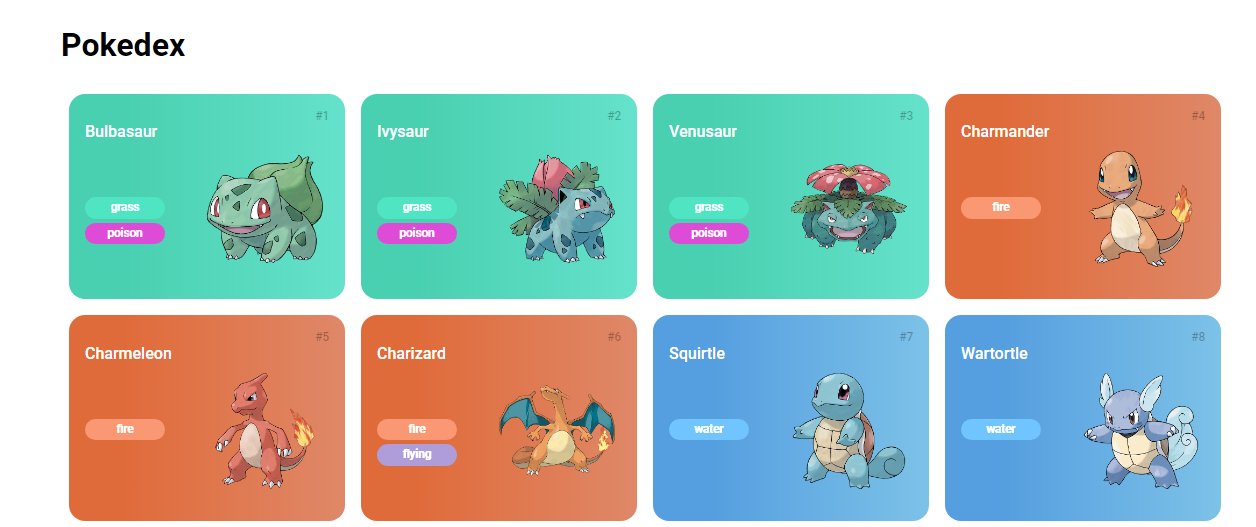 Pokedex
#1
Bulbasaur
grass
poison
#2
Ivysaur
grass
poison
#3
Venusaur
grass
poison
#4
Charmander
fire
#5
Charmeleon
fire
#6
Charizard
fire
flying
#7
Squirtle
water
#8
Wartortle
water